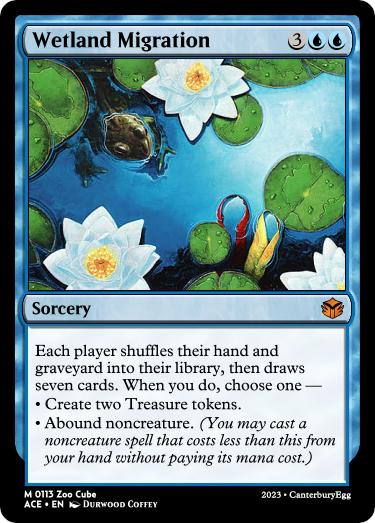 Wetland Migration 3
Sorcery
Each player shuffles their hand and
graveyard into their library, then draws
seven cards. When you do, choose one —
• Create two Treasure tokens.
• Abound noncreature. (You may cast a
noncreature spell that costs less than this from
your hand without paying its mana cost.)
M 0113 Zoo Cube
ACE • EN Durwood Coffey
2023 • CanterburyEgg